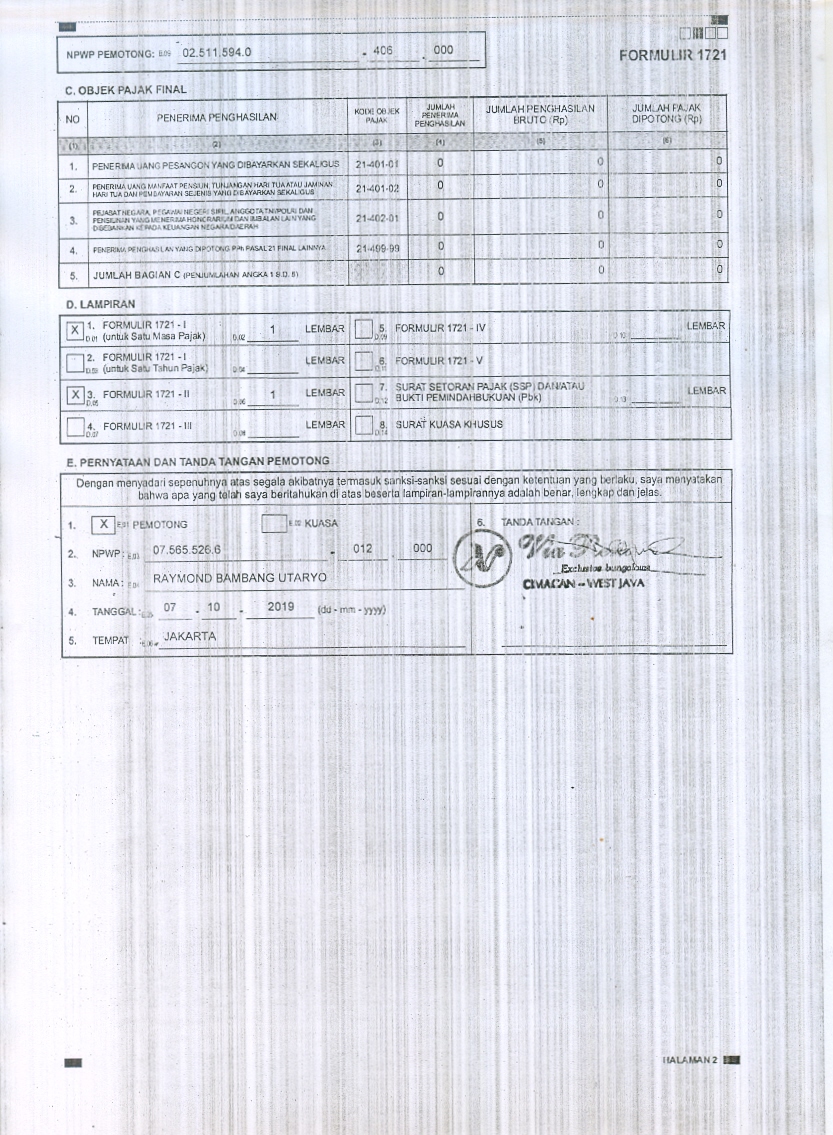 NPWP PEMOTONG: E.09 02.511.594.0 - 406 . 000
FORMULIR 1721
C. OBJEK PAJAK FINAL
NO PENERIMA PENGHASILAN KODE OBJEK PAJAK JUMLAH PENERIMA PENGHASILAN JUMLAH PENGHASILAN BRUTO (Rp) JUMLAH PAJAK DIPOTONG (Rp)
(1) (2) (3) (4) (5) (6)
1. PENERIMA UANG PESANGON YANG DIBAYARKAN SEKALIGUS 21-401-01 0 0 0
2. PENERIMA UANG MANFAAT PENSIUN, TUNJANGAN HARI TUA ATAU JAMINAN HARI TUA DAN PEMBAYARAN SEJENIS YANG DIBAYARKAN SEKALIGUS 21-401-02 0 0 0
3. PEJABAT NEGARA, PEGAWAI NEGERI SIPIL, ANGGOTA TNI/POLRI DAN PENSIUNAN YANG MENERIMA HONORARIUM DAN IMBALAN LAIN YANG DIBEBANKAN KEPADA KEUANGAN NEGARA/DAERAH 21-402-01 0 0 0
4. PENERIMA PENGHASILAN YANG DIPOTONG PPh PASAL 21 FINAL LAINNYA 21-499-99 0 0 0
5. JUMLAH BAGIAN C (PENJUMLAHAN ANGKA 1 S.D. 5) 0 0 0
D. LAMPIRAN
X 1. FORMULIR 1721 - I D.01 (untuk Satu Masa Pajak) D.02 1 LEMBAR
5. FORMULIR 1721 - IV D.09 D.10 LEMBAR
2. FORMULIR 1721 - I D.03 (untuk Satu Tahun Pajak) D.04 LEMBAR
6. FORMULIR 1721 - V D.11
X 3. FORMULIR 1721 - II D.05 D.06 1 LEMBAR
7. SURAT SETORAN PAJAK (SSP) DAN/ATAU BUKTI PEMINDAHBUKUAN (Pbk) D.12 D.13 LEMBAR
4. FORMULIR 1721 - III D.07 D.08 LEMBAR
8. SURAT KUASA KHUSUS D.14
E. PERNYATAAN DAN TANDA TANGAN PEMOTONG
Dengan menyadari sepenuhnya atas segala akibatnya termasuk sanksi-sanksi sesuai dengan ketentuan yang berlaku, saya menyatakan
bahwa apa yang telah saya beritahukan di atas beserta lampiran-lampirannya adalah benar, lengkap dan jelas.
1. X E.01 PEMOTONG E.02 KUASA
2. NPWP : E.03 07.565.526.6 - 012 . 000
3. NAMA : E.04 RAYMOND BAMBANG UTARYO
4. TANGGAL : E.05 07 - 10 - 2019 (dd - mm - yyyy)
5. TEMPAT : E.06 JAKARTA
6. TANDA TANGAN :
Via
Exclusive bungalows
CIMACAN - WEST JAVA
HALAMAN 2